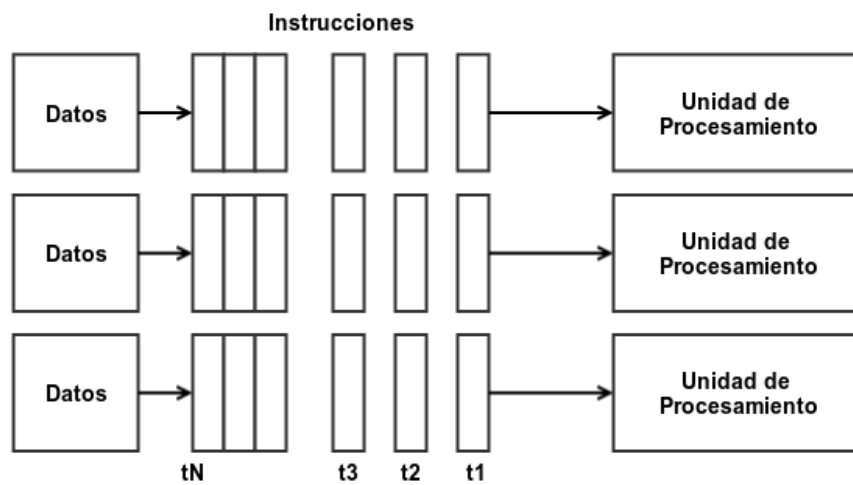 Instrucciones
Datos
Unidad de
Procesamiento
Datos
Unidad de
Procesamiento
Datos
Unidad de
Procesamiento
tN t3 t2 t1